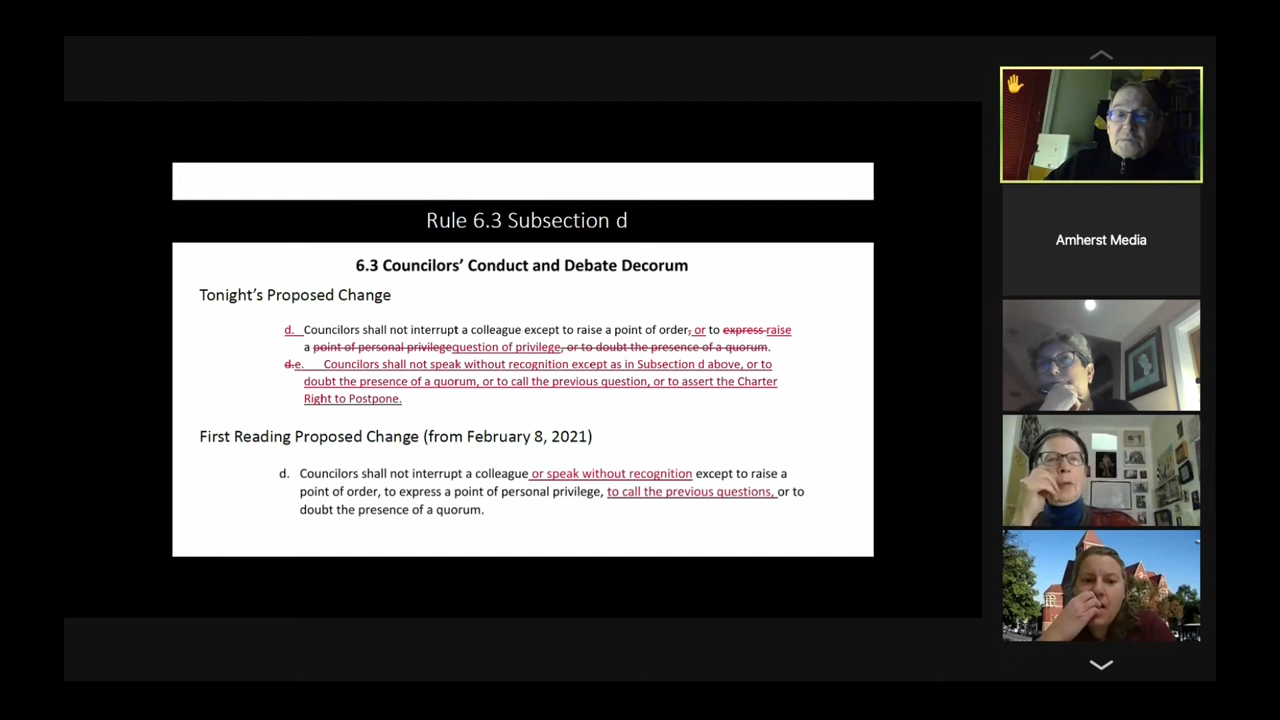 Rule 6.3 Subsection d
6.3 Councilors’ Conduct and Debate Decorum
Tonight’s Proposed Change
d. Councilors shall not interrupt a colleague except to raise a point of order, or to express raise
a point of personal privilegequestion of privilege, or to doubt the presence of a quorum.
d.e. Councilors shall not speak without recognition except as in Subsection d above, or to
doubt the presence of a quorum, or to call the previous question, or to assert the Charter
Right to Postpone.
First Reading Proposed Change (from February 8, 2021)
d. Councilors shall not interrupt a colleague or speak without recognition except to raise a
point of order, to express a point of personal privilege, to call the previous questions, or to
doubt the presence of a quorum.
Amherst Media